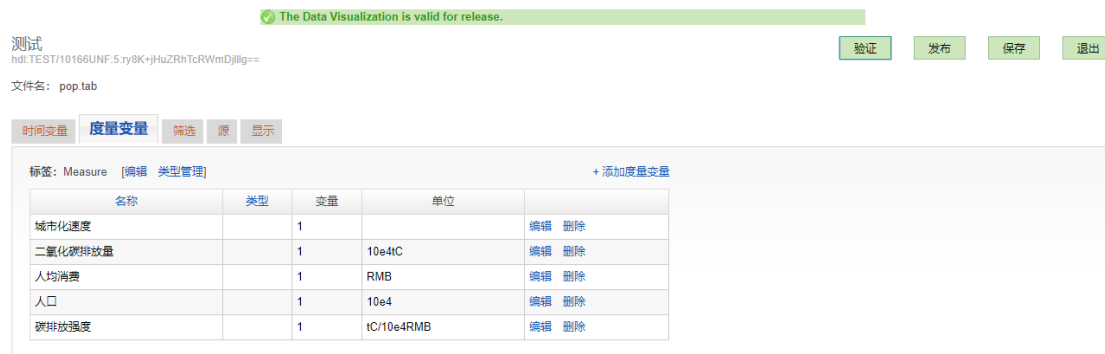 The Data Visualization is valid for release.
测试
hdl:TEST/10166UNF:5:ry8K+jHuZRhTcRWmDjlIlg==
验证 发布 保存 退出
文件名: pop.tab
时间变量 度量变量 筛选 源 显示
标签: Measure [编辑 类型管理] + 添加度量变量
名称 类型 变量 单位
城市化速度 1 编辑 删除
二氧化碳排放量 1 10e4tC 编辑 删除
人均消费 1 RMB 编辑 删除
人口 1 10e4 编辑 删除
碳排放强度 1 tC/10e4RMB 编辑 删除